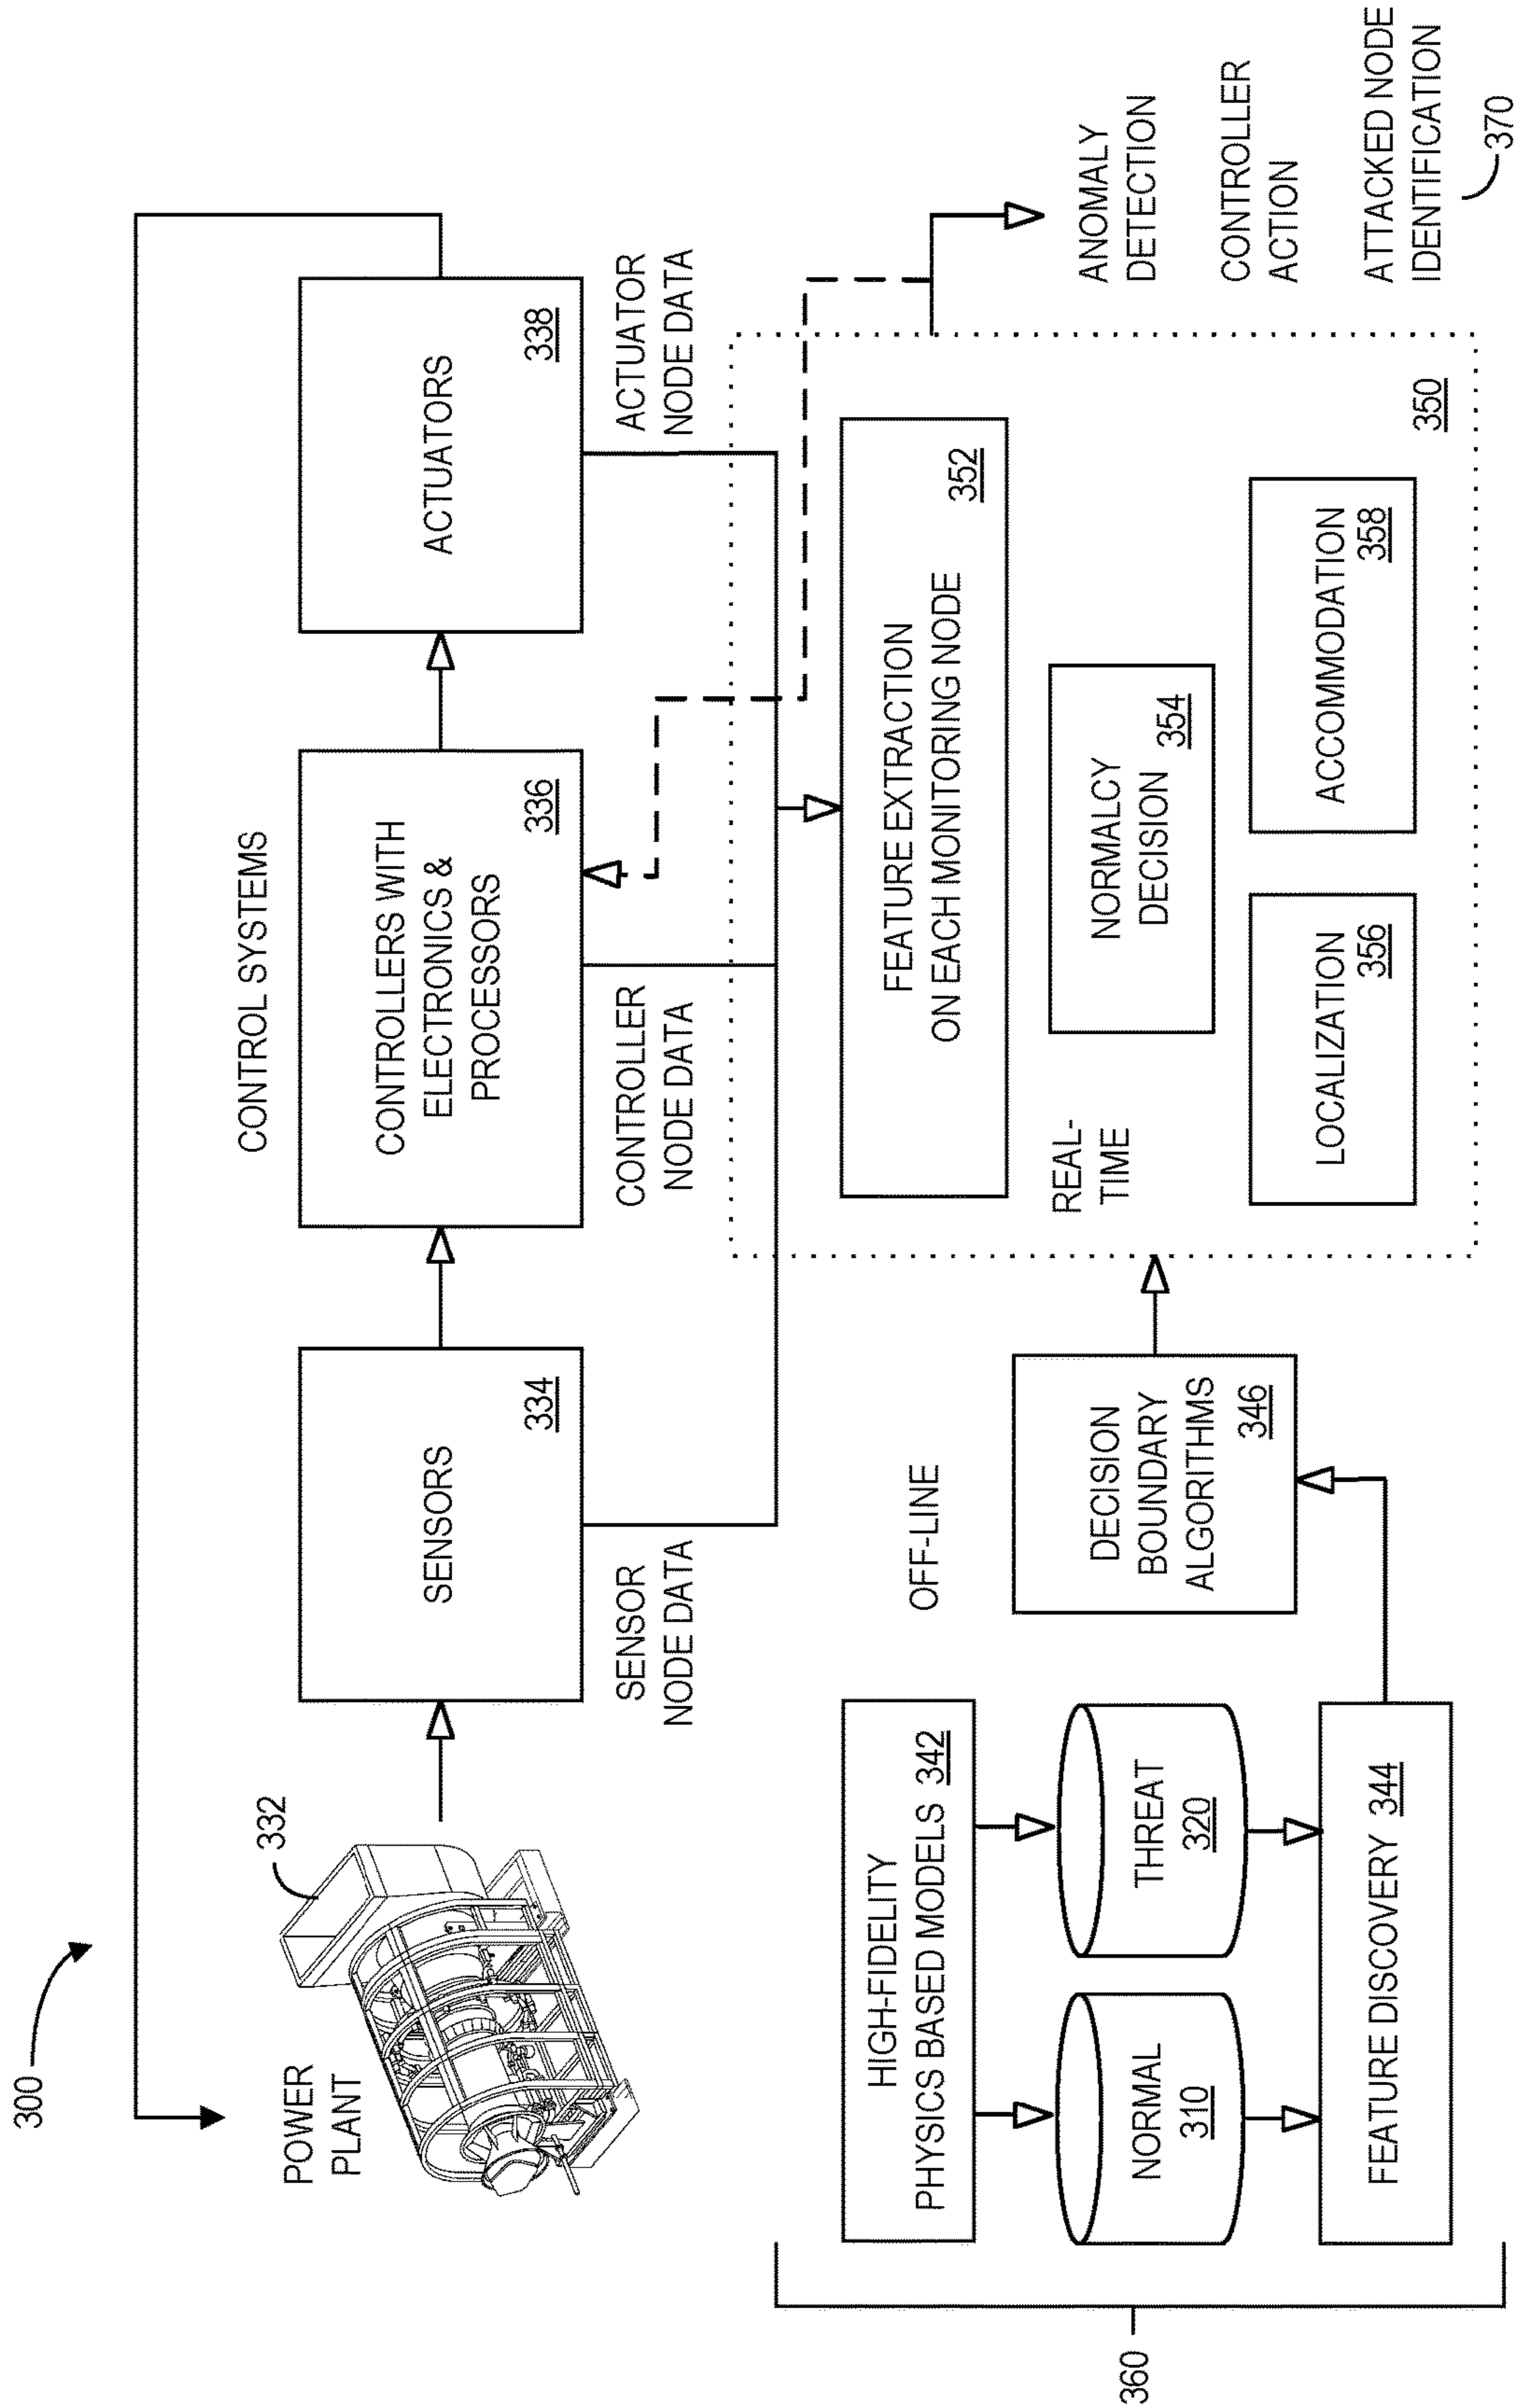 300
POWER
PLANT
332
CONTROL SYSTEMS
SENSORS
334
CONTROLLERS WITH
ELECTRONICS &
PROCESSORS
336
ACTUATORS
338
SENSOR
NODE DATA
CONTROLLER
NODE DATA
ACTUATOR
NODE DATA
360
HIGH-FIDELITY
PHYSICS BASED MODELS 342
NORMAL
310
THREAT
320
FEATURE DISCOVERY 344
OFF-LINE
DECISION
BOUNDARY
ALGORITHMS
346
REAL-
TIME
FEATURE EXTRACTION
ON EACH MONITORING NODE
352
NORMALCY
DECISION
354
LOCALIZATION
356
ACCOMMODATION
358
350
ANOMALY
DETECTION
CONTROLLER
ACTION
ATTACKED NODE
IDENTIFICATION
370